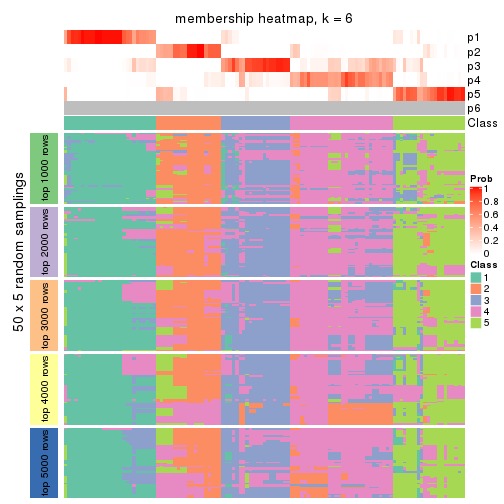 membership heatmap, k = 6
p1
p2
p3
p4
p5
p6
Class
50 x 5 random samplings
top 1000 rows
top 2000 rows
top 3000 rows
top 4000 rows
top 5000 rows
Prob
1
0.8
0.6
0.4
0.2
0
Class
1
2
3
4
5